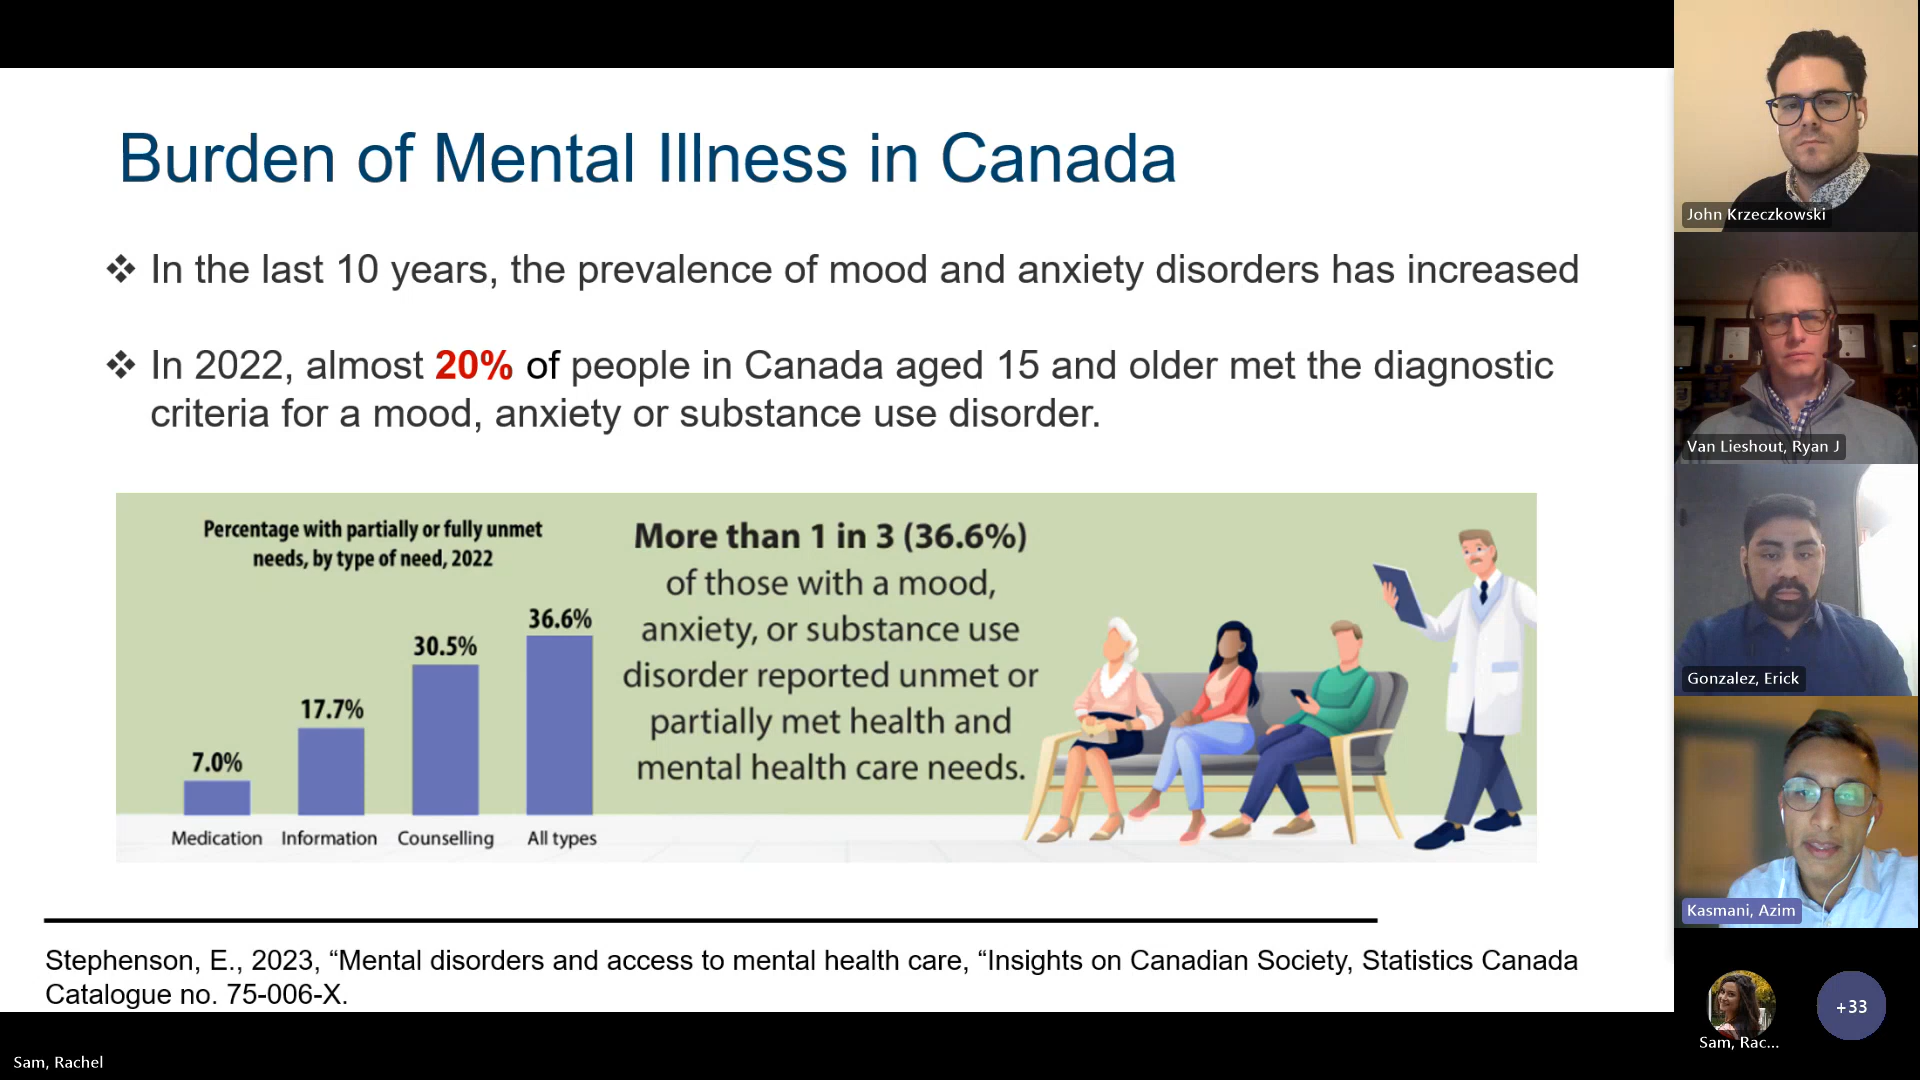 Burden of Mental Illness in Canada
❖ In the last 10 years, the prevalence of mood and anxiety disorders has increased
❖ In 2022, almost 20% of people in Canada aged 15 and older met the diagnostic
criteria for a mood, anxiety or substance use disorder.
Percentage with partially or fully unmet
needs, by type of need, 2022
7.0%
17.7%
30.5%
36.6%
Medication
Information
Counselling
All types
More than 1 in 3 (36.6%)
of those with a mood,
anxiety, or substance use
disorder reported unmet or
partially met health and
mental health care needs.
Stephenson, E., 2023, “Mental disorders and access to mental health care, “Insights on Canadian Society, Statistics Canada
Catalogue no. 75-006-X.
John Krzeczkowski
Van Lieshout, Ryan J
Gonzalez, Erick
Kasmani, Azim
Sam, Rac...
+33
Sam, Rachel